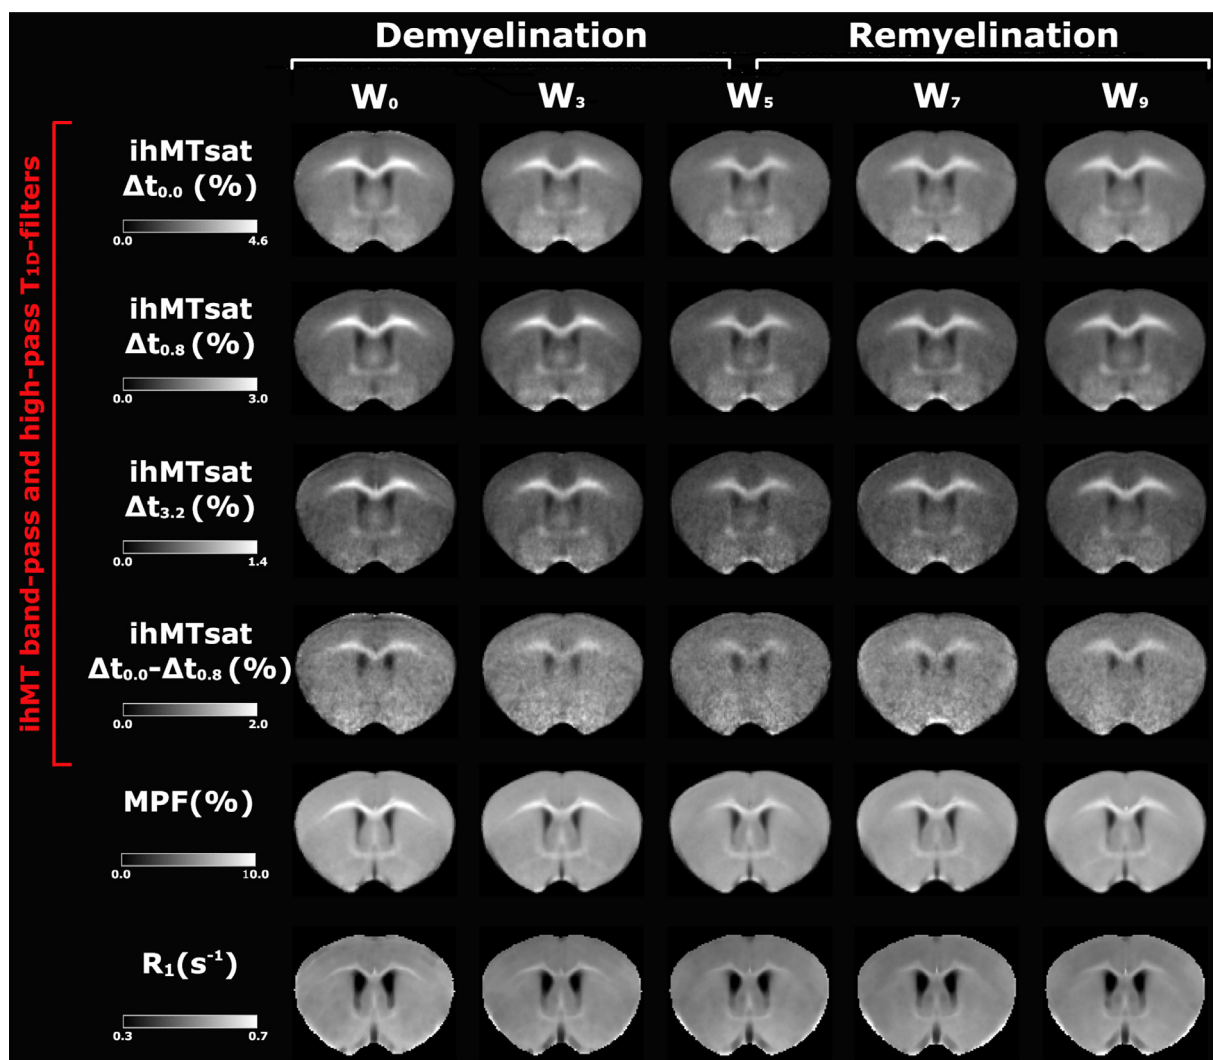 Demyelination Remyelination
W₀ W₃ W₅ W₇ W₉
ihMT band-pass and high-pass T₁D-filters
ihMTsat
Δt₀.₀ (%)
0.0 4.6
ihMTsat
Δt₀.₈ (%)
0.0 3.0
ihMTsat
Δt₃.₂ (%)
0.0 1.4
ihMTsat
Δt₀.₀-Δt₀.₈ (%)
0.0 2.0
MPF(%)
0.0 10.0
R₁(s⁻¹)
0.3 0.7